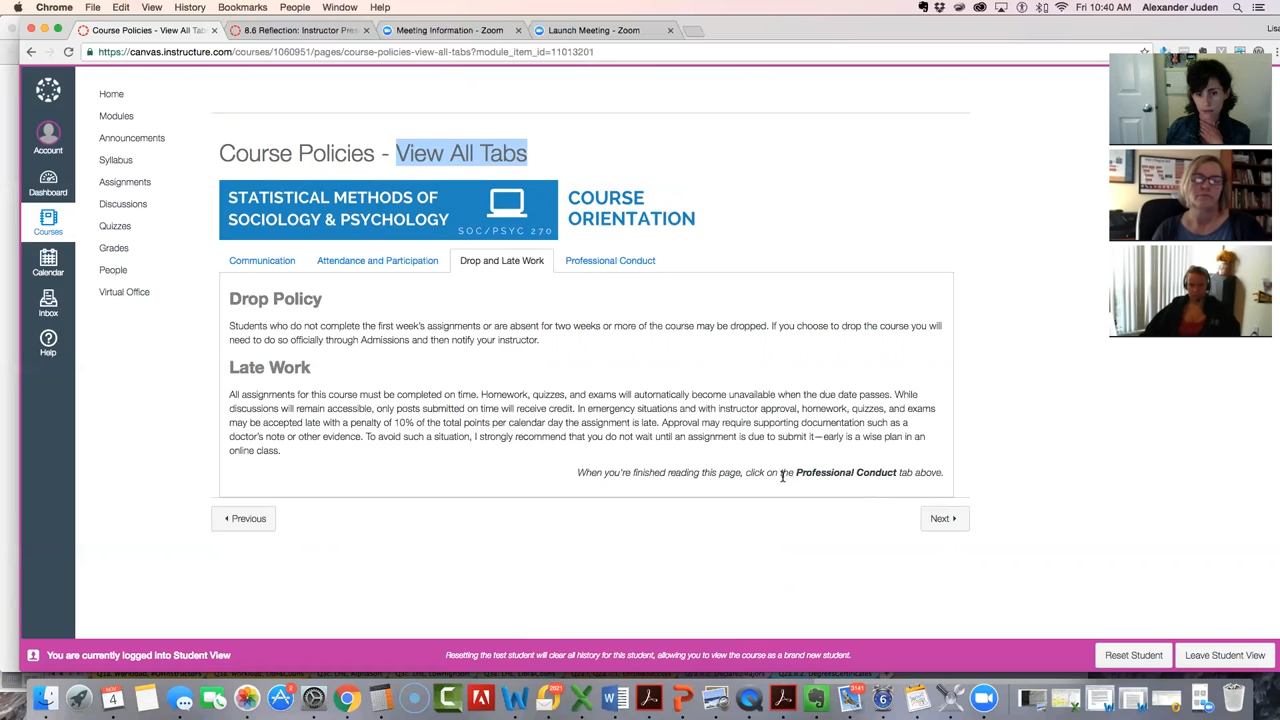 Chrome File Edit View History Bookmarks People Window Help Fri 10:40 AM Alexander Juden
Course Policies - View All Tab 8.6 Reflection: Instructor Pres Meeting Information - Zoom Launch Meeting - Zoom Lisa
https://canvas.instructure.com/courses/1060951/pages/course-policies-view-all-tabs?module_item_id=11013201
Account
Dashboard
Courses
Calendar
Inbox
Help
Home
Modules
Announcements
Syllabus
Assignments
Discussions
Quizzes
Grades
People
Virtual Office
Course Policies - View All Tabs
STATISTICAL METHODS OF
SOCIOLOGY & PSYCHOLOGY
SOC/PSYC 270
COURSE
ORIENTATION
Communication Attendance and Participation Drop and Late Work Professional Conduct
Drop Policy
Students who do not complete the first week's assignments or are absent for two weeks or more of the course may be dropped. If you choose to drop the course you will
need to do so officially through Admissions and then notify your instructor.
Late Work
All assignments for this course must be completed on time. Homework, quizzes, and exams will automatically become unavailable when the due date passes. While
discussions will remain accessible, only posts submitted on time will receive credit. In emergency situations and with instructor approval, homework, quizzes, and exams
may be accepted late with a penalty of 10% of the total points per calendar day the assignment is late. Approval may require supporting documentation such as a
doctor's note or other evidence. To avoid such a situation, I strongly recommend that you do not wait until an assignment is due to submit it—early is a wise plan in an
online class.
When you're finished reading this page, click on the Professional Conduct tab above.
Previous Next
You are currently logged into Student View Resetting the test student will clear all history for this student, allowing you to view the course as a brand new student. Reset Student Leave Student View
NOV
4
2621
3141
6